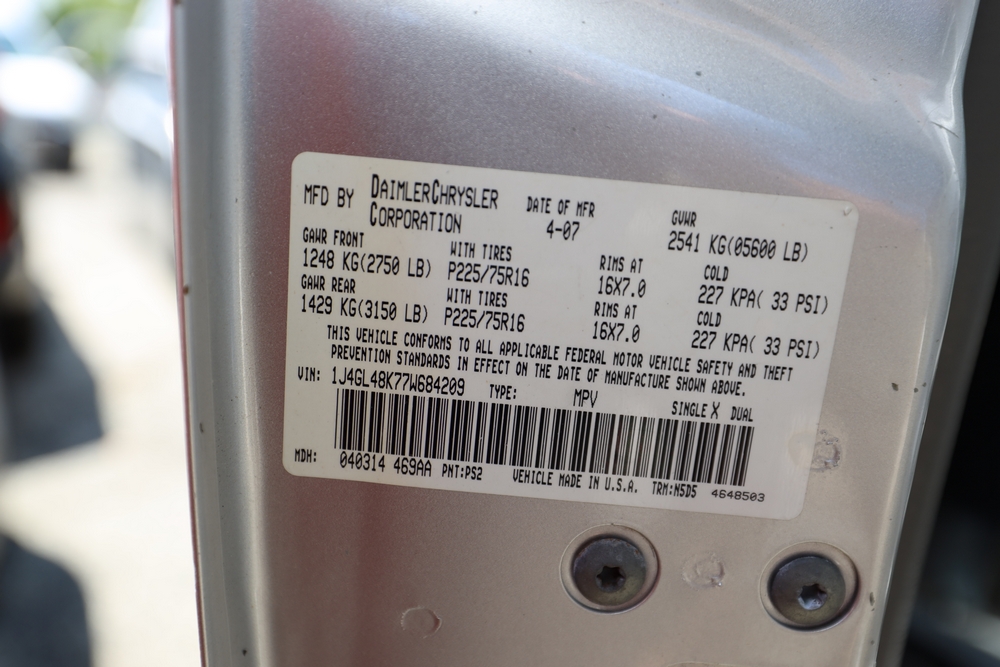 MFD BY DAIMLERCHRYSLER CORPORATION DATE OF MFR 4-07 GVWR 2541 KG(05600 LB)
GAWR FRONT WITH TIRES RIMS AT COLD
1248 KG(2750 LB) P225/75R16 16X7.0 227 KPA( 33 PSI)
GAWR REAR WITH TIRES RIMS AT COLD
1429 KG(3150 LB) P225/75R16 16X7.0 227 KPA( 33 PSI)
THIS VEHICLE CONFORMS TO ALL APPLICABLE FEDERAL MOTOR VEHICLE SAFETY AND THEFT
PREVENTION STANDARDS IN EFFECT ON THE DATE OF MANUFACTURE SHOWN ABOVE.
VIN: 1J4GL48K77W684209 TYPE: MPV SINGLE X DUAL
MDH: 040314 469AA PNT:PS2 VEHICLE MADE IN U.S.A. TRM:N5D5 4648503